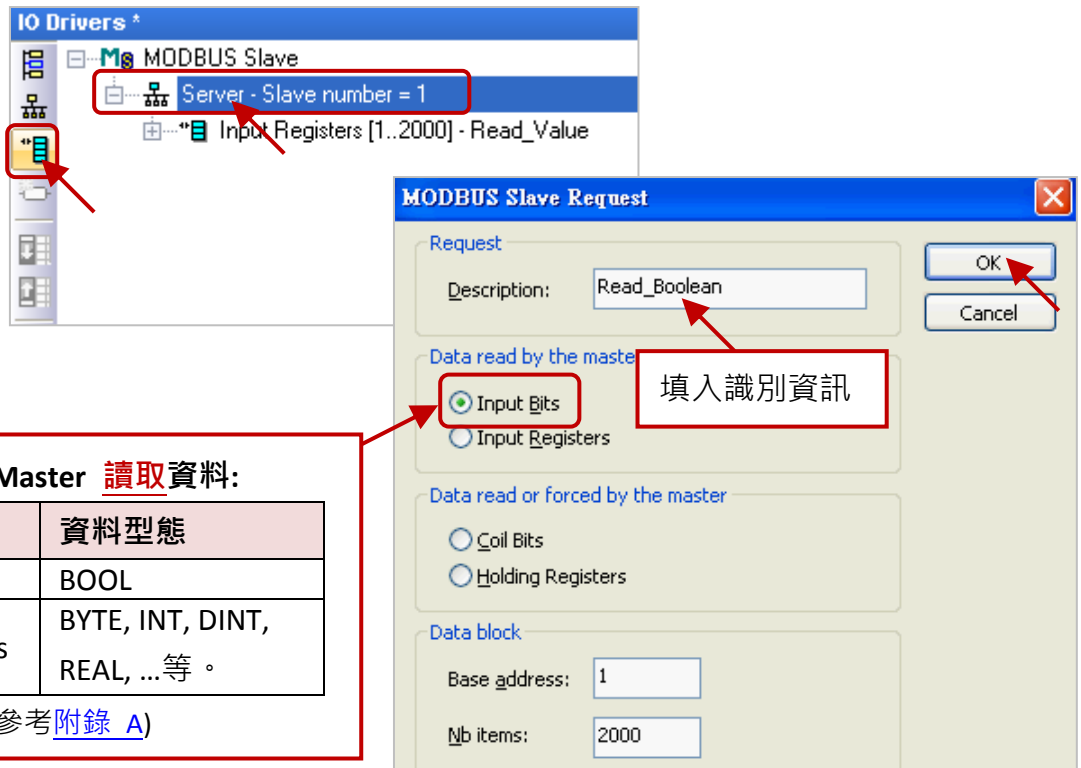 IO Drivers *
MODBUS Slave
Server - Slave number = 1
Input Registers [1..2000] - Read_Value
MODBUS Slave Request
Request
Description: Read_Boolean
OK
Cancel
Data read by the
填入識別資訊
Input Bits
Input Registers
Data read or forced by the master
Coil Bits
Holding Registers
Data block
Base address: 1
Nb items: 2000
Master 讀取資料:
資料型態
BOOL
BYTE, INT, DINT,
REAL, …等。
參考附錄 A)